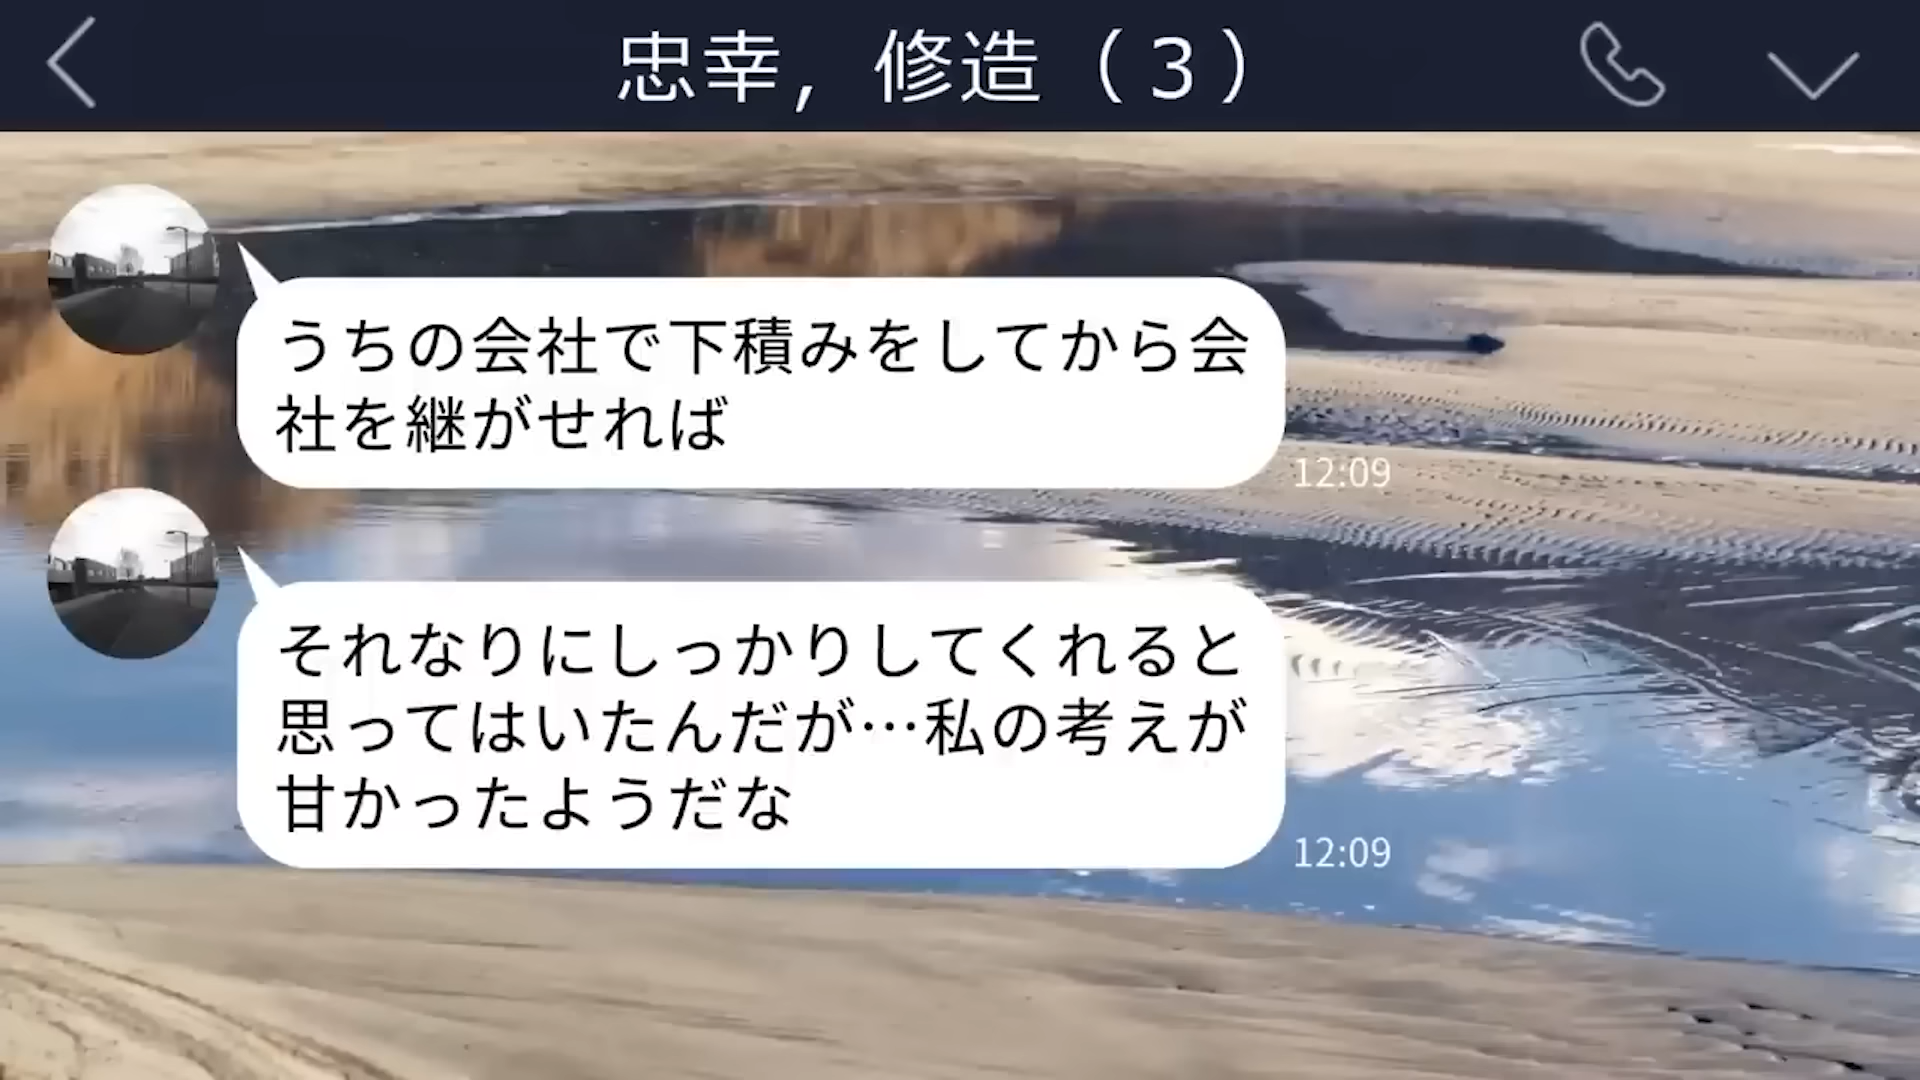 忠幸，修造（３）
うちの会社で下積みをしてから会
社を継がせれば
12:09
それなりにしっかりしてくれると
思ってはいたんだが…私の考えが
甘かったようだな
12:09